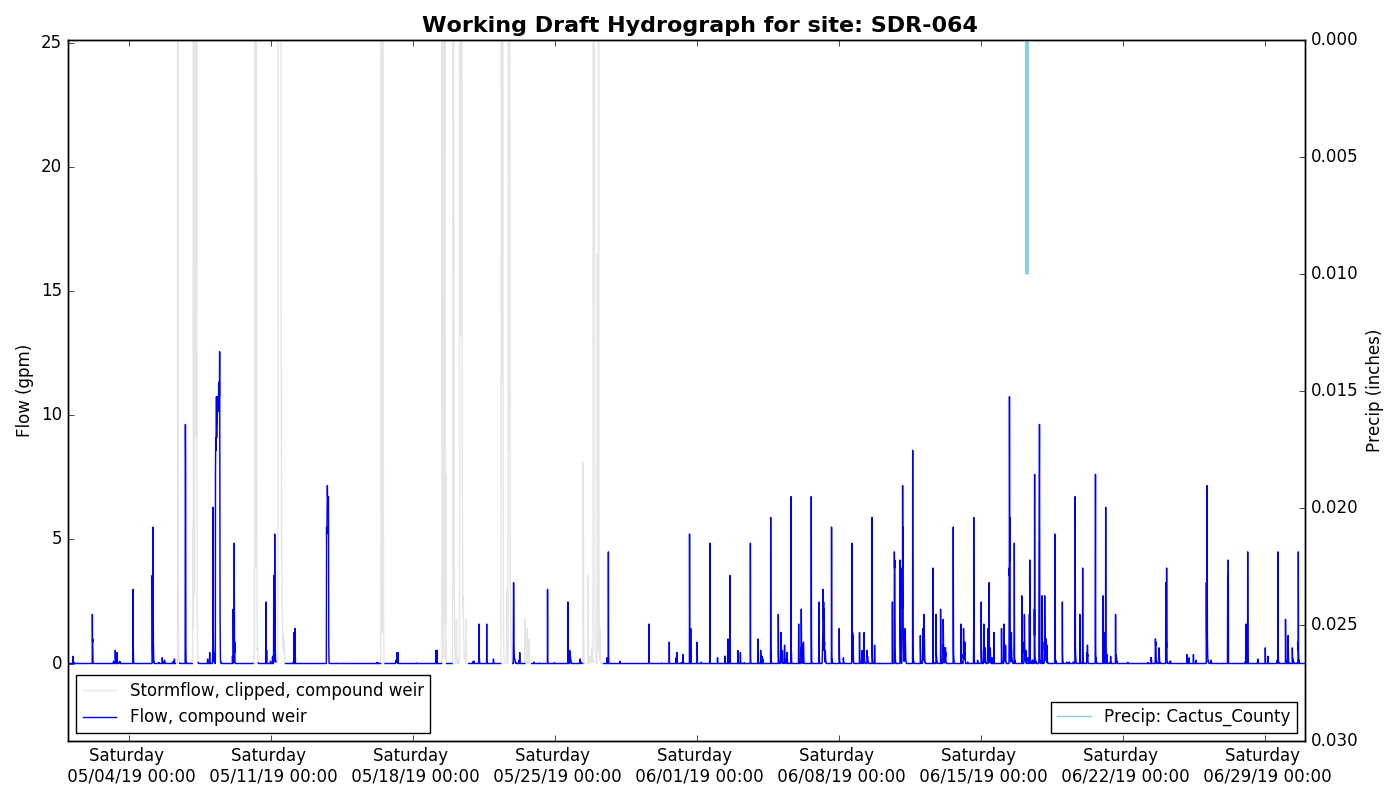 Working Draft Hydrograph for site: SDR-064
25
20
15
10
5
0
Flow (gpm)
0.000
0.005
0.010
0.015
0.020
0.025
0.030
Precip (inches)
Stormflow, clipped, compound weir
Flow, compound weir
Precip: Cactus_County
Saturday
05/04/19 00:00
Saturday
05/11/19 00:00
Saturday
05/18/19 00:00
Saturday
05/25/19 00:00
Saturday
06/01/19 00:00
Saturday
06/08/19 00:00
Saturday
06/15/19 00:00
Saturday
06/22/19 00:00
Saturday
06/29/19 00:00